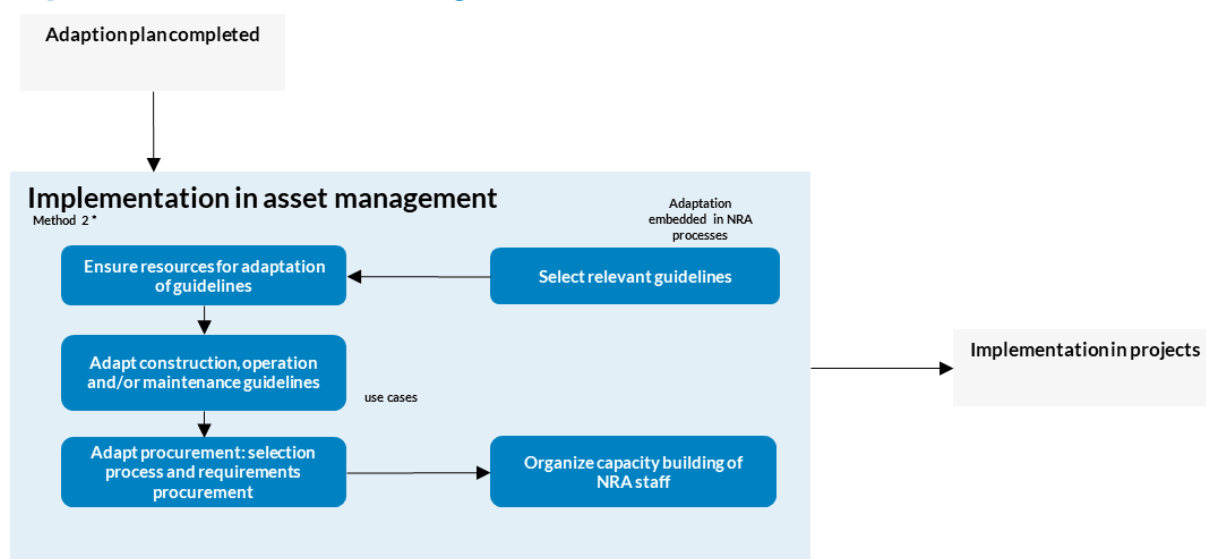 Adaption plan completed
Implementation in asset management
Method 2 *
Adaptation
embedded in NRA
processes
Ensure resources for adaptation
of guidelines
Select relevant guidelines
Adapt construction, operation
and/or maintenance guidelines
use cases
Implementation in projects
Adapt procurement: selection
process and requirements
procurement
Organize capacity building of
NRA staff